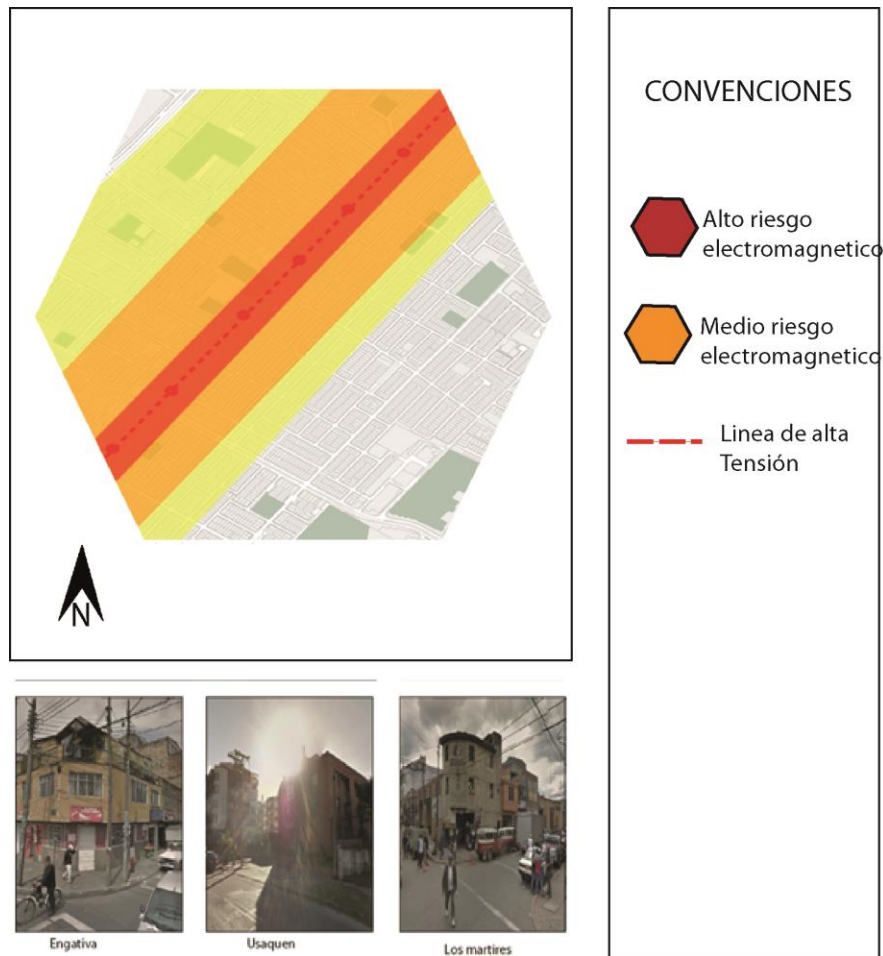 CONVENCIONES
Alto riesgo
electromagnetico
Medio riesgo
electromagnetico
Linea de alta
Tensión
N
Engativa
Usaquen
Los martires